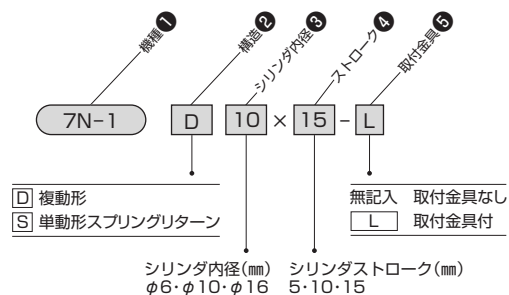 機種❶
構造❷
シリンダ内径❸
ストローク❹
取付金具❺
7N-1 D 10 × 15 - L
D 複動形
S 単動形スプリングリターン
無記入 取付金具なし
L 取付金具付
シリンダ内径(㎜)
φ6・φ10・φ16
シリンダストローク(㎜)
5・10・15